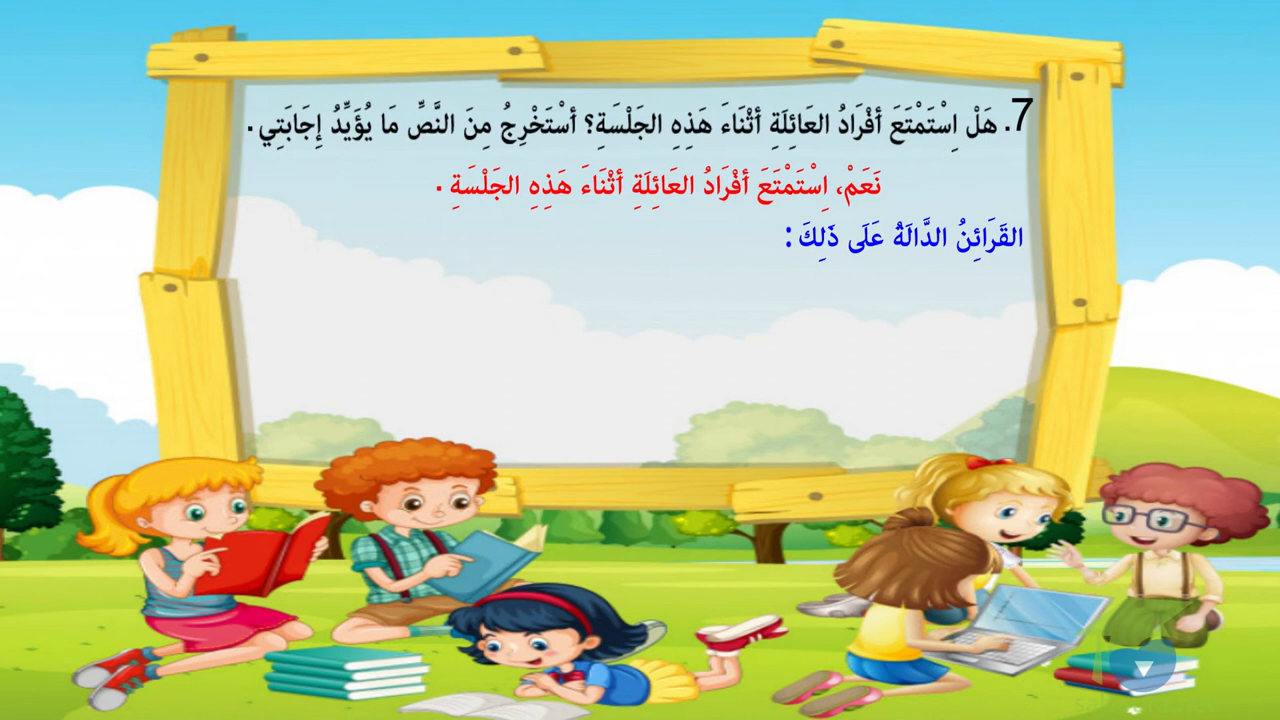 7. هَلْ اِسْتَمْتَعَ أَفْرَادُ العَائِلَةِ أَثْنَاءَ هَذِهِ الجَلْسَةِ؟ أَسْتَخْرِجُ مِنَ النَّصِّ مَا يُؤَيِّدُ إِجَابَتِي.
نَعَمْ، اِسْتَمْتَعَ أَفْرَادُ العَائِلَةِ أَثْنَاءَ هَذِهِ الجَلْسَةِ.
القَرَائِنُ الدَّالَةُ عَلَى ذَلِكَ: